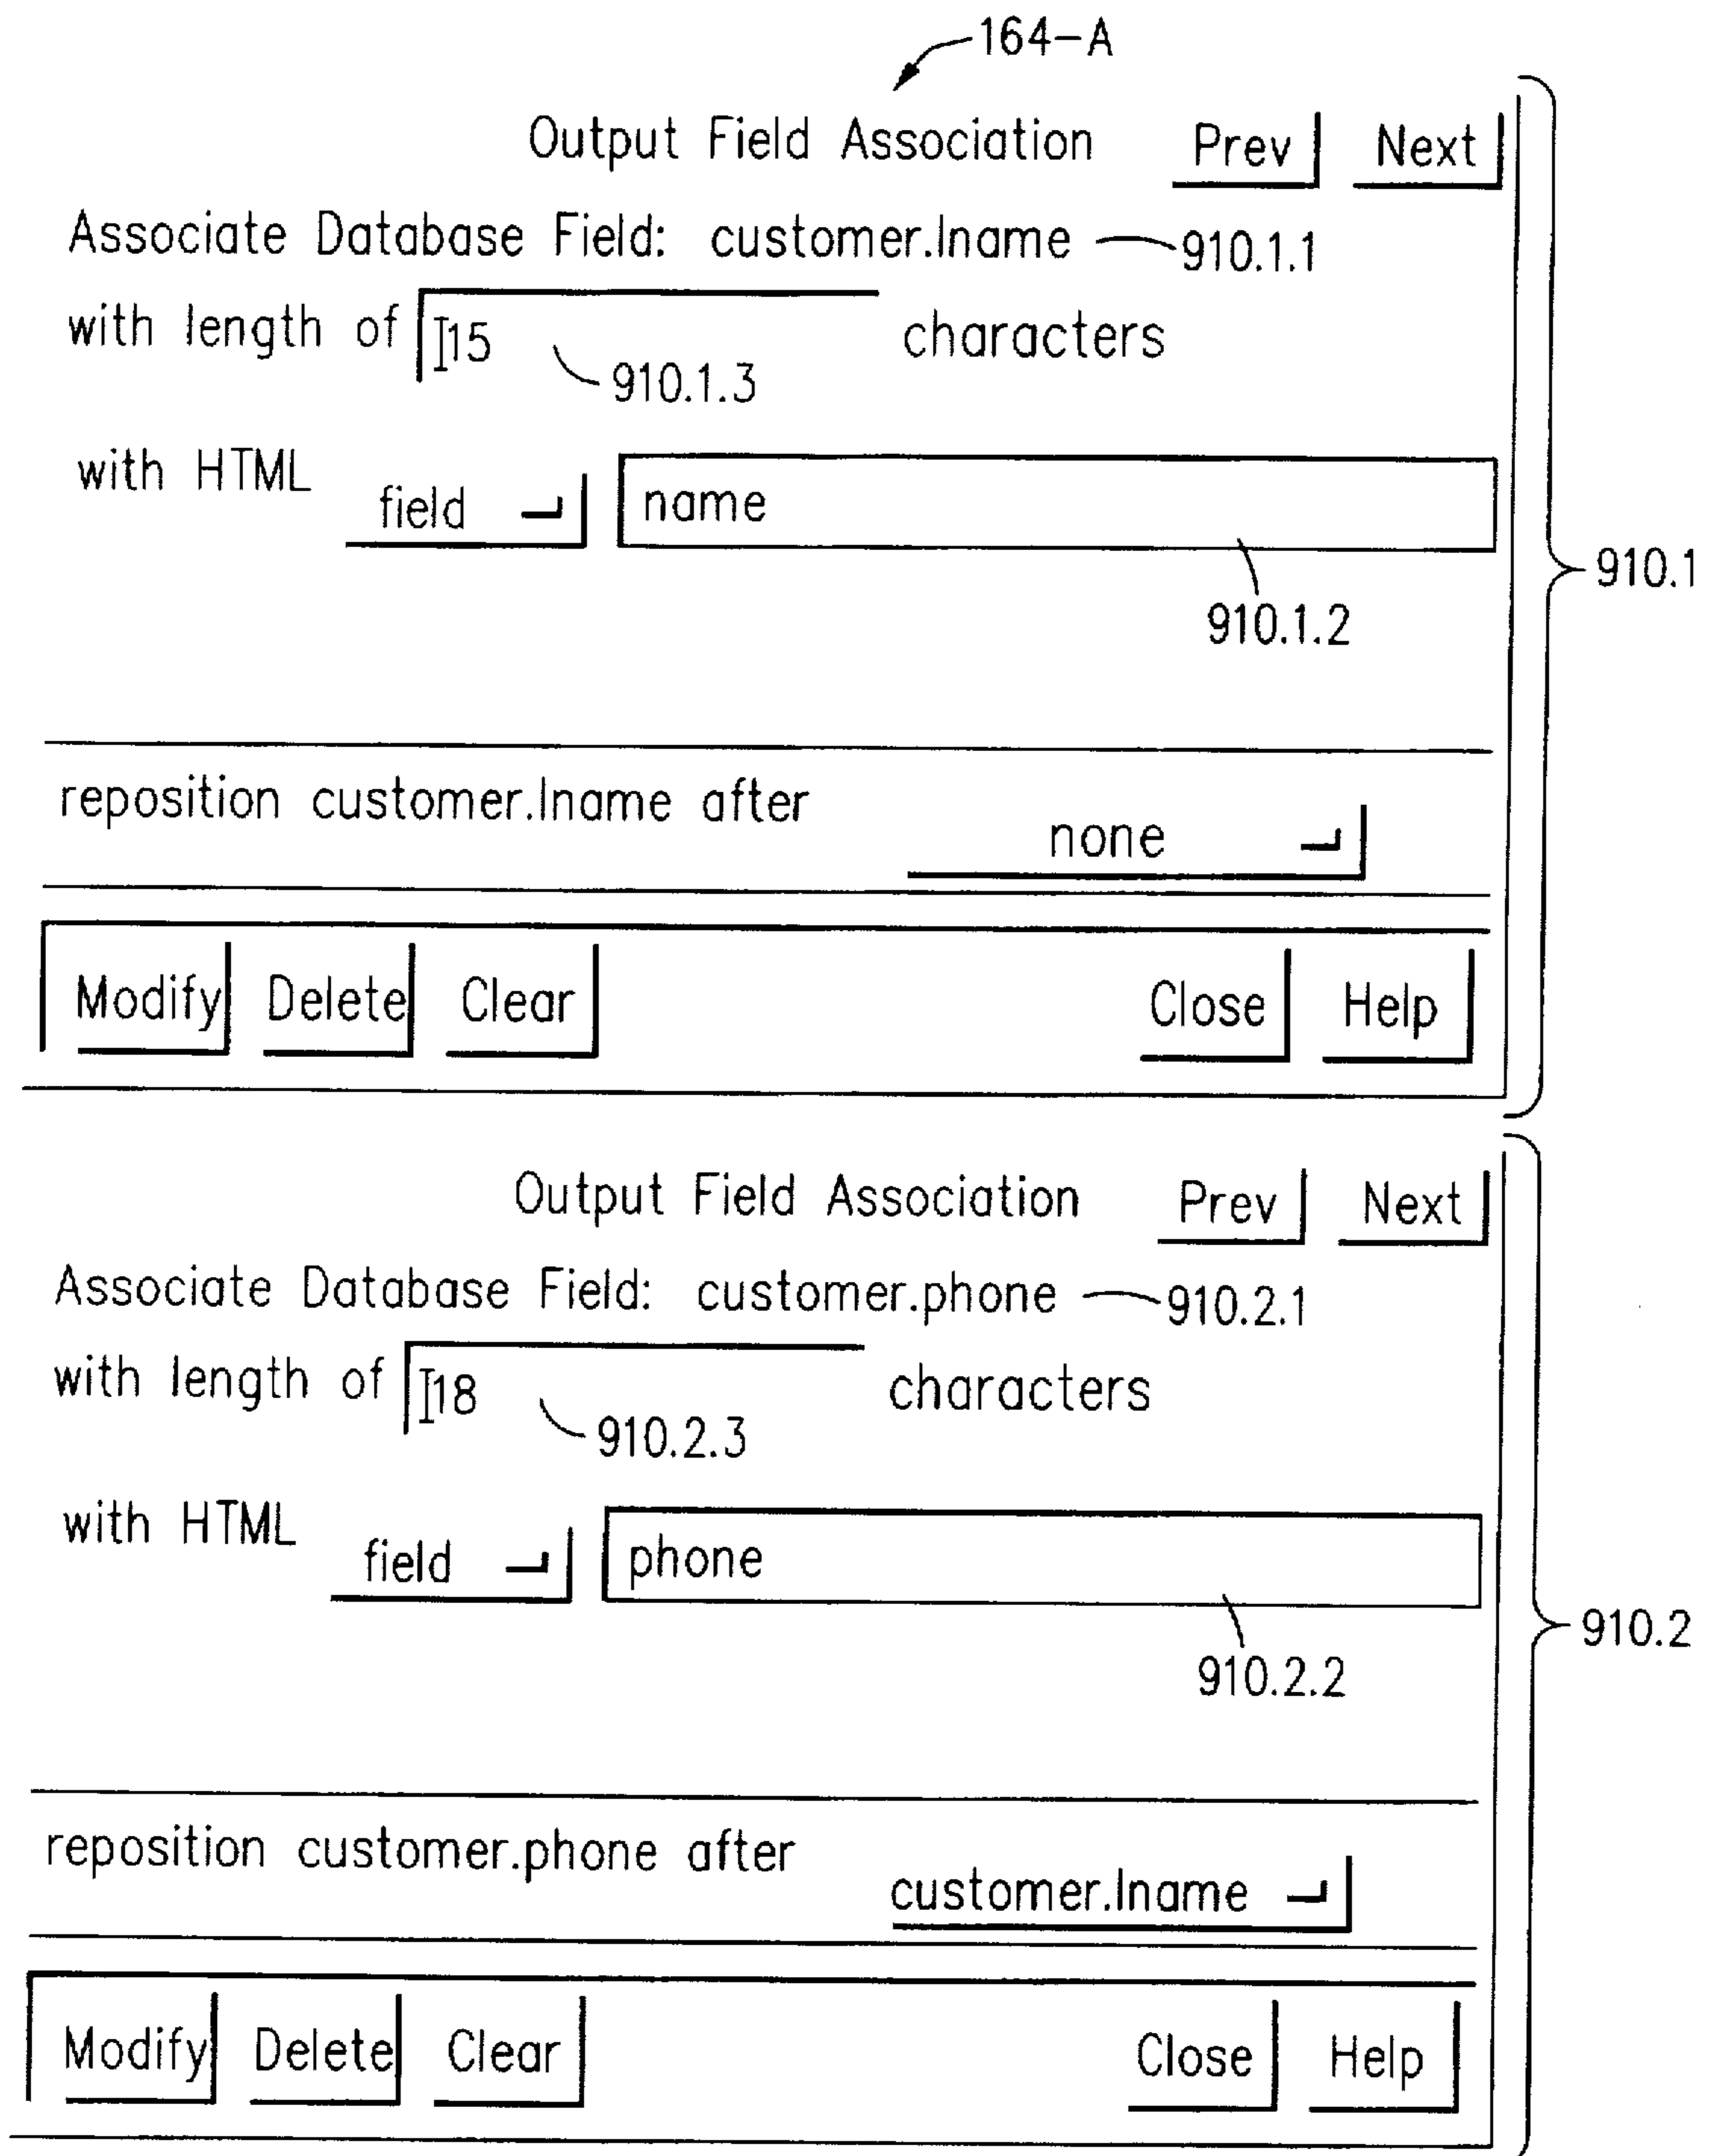 164-A
Output Field Association Prev Next
Associate Database Field: customer.lname 910.1.1
with length of 15 characters
910.1.3
with HTML field name
910.1
910.1.2
reposition customer.lname after none
Modify Delete Clear Close Help
Output Field Association Prev Next
Associate Database Field: customer.phone 910.2.1
with length of 18 characters
910.2.3
with HTML field phone
910.2
910.2.2
reposition customer.phone after customer.lname
Modify Delete Clear Close Help